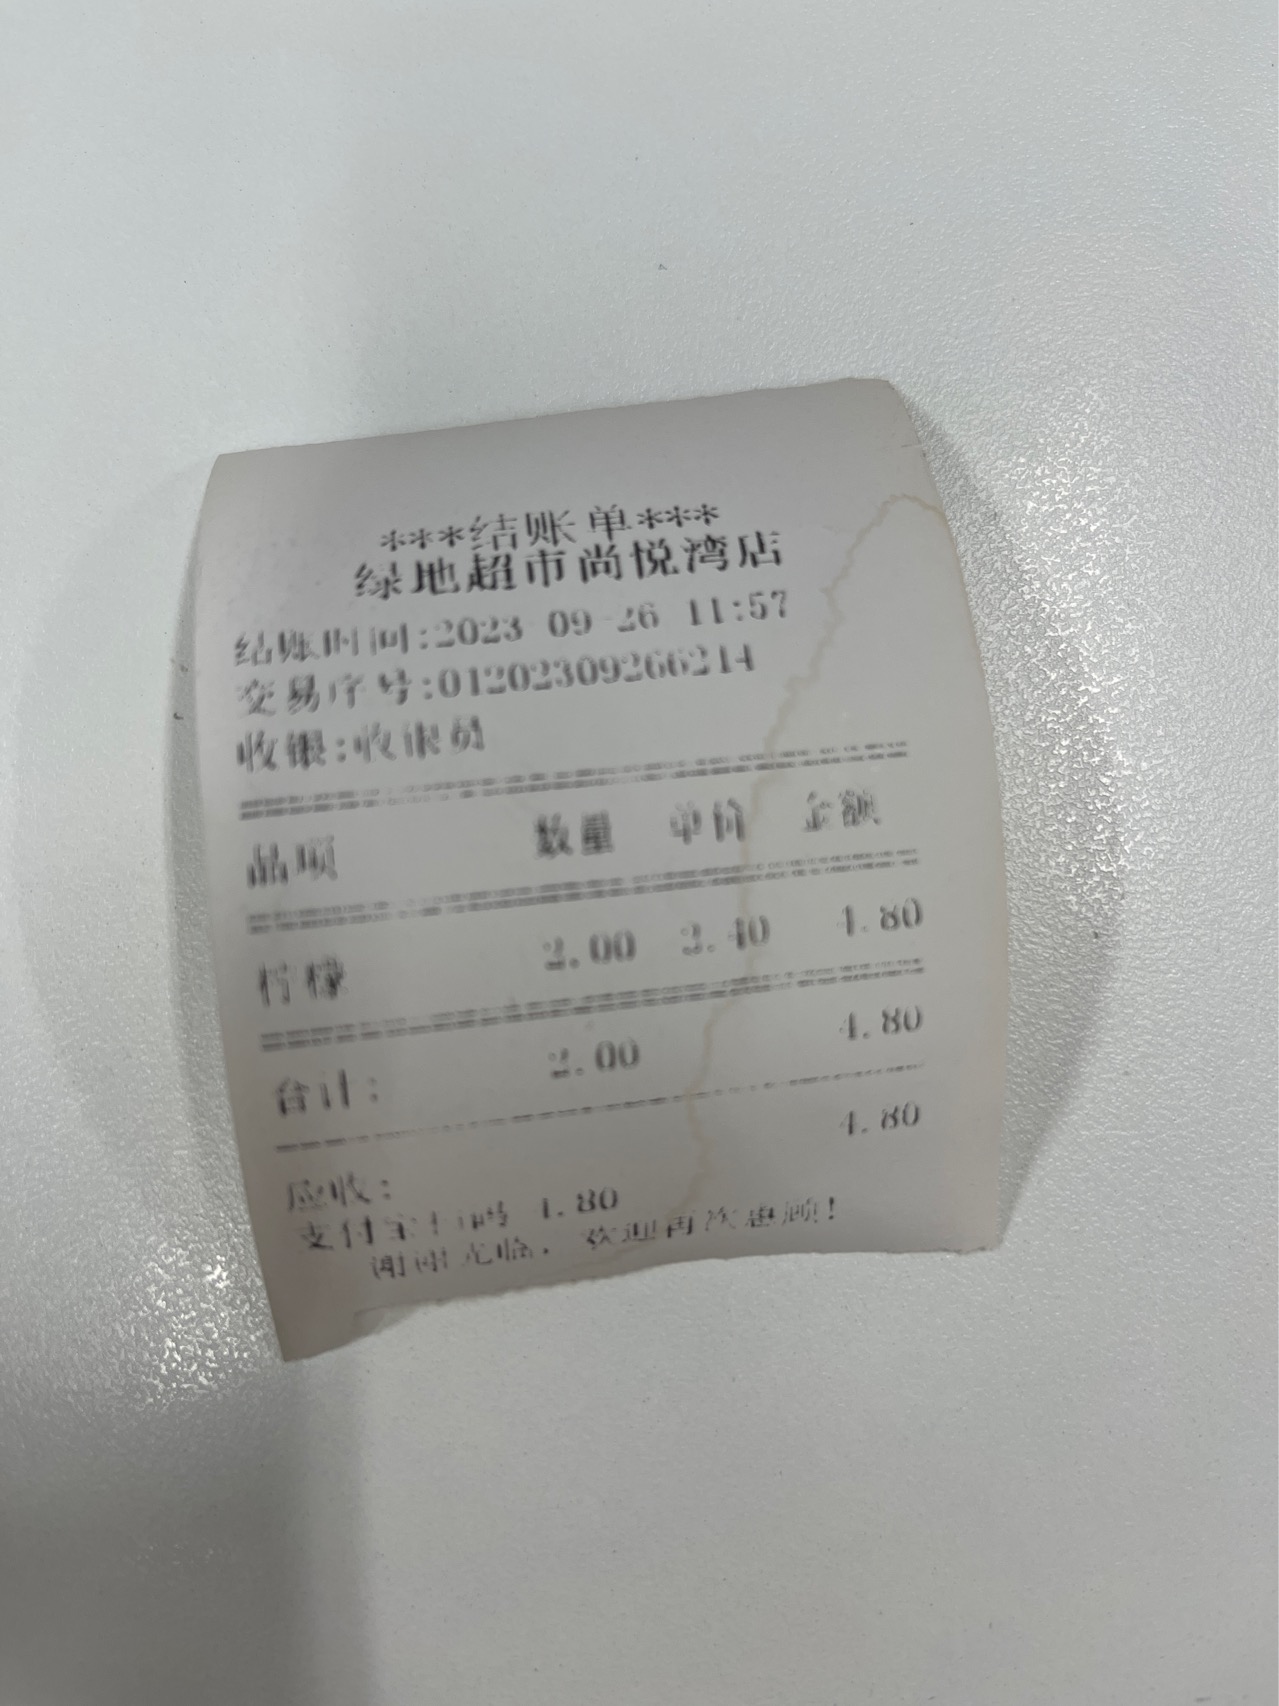 ***结账单***
绿地超市尚悦湾店
结账时间:2023-09-26 11:57
交易序号:01202309266214
收银:收银员
品项 数量 单价 金额
柠檬 2.00 2.40 4.80
合计: 2.00 4.80
4.80
应收:
支付宝 4.80
谢谢光临,欢迎再次惠顾!